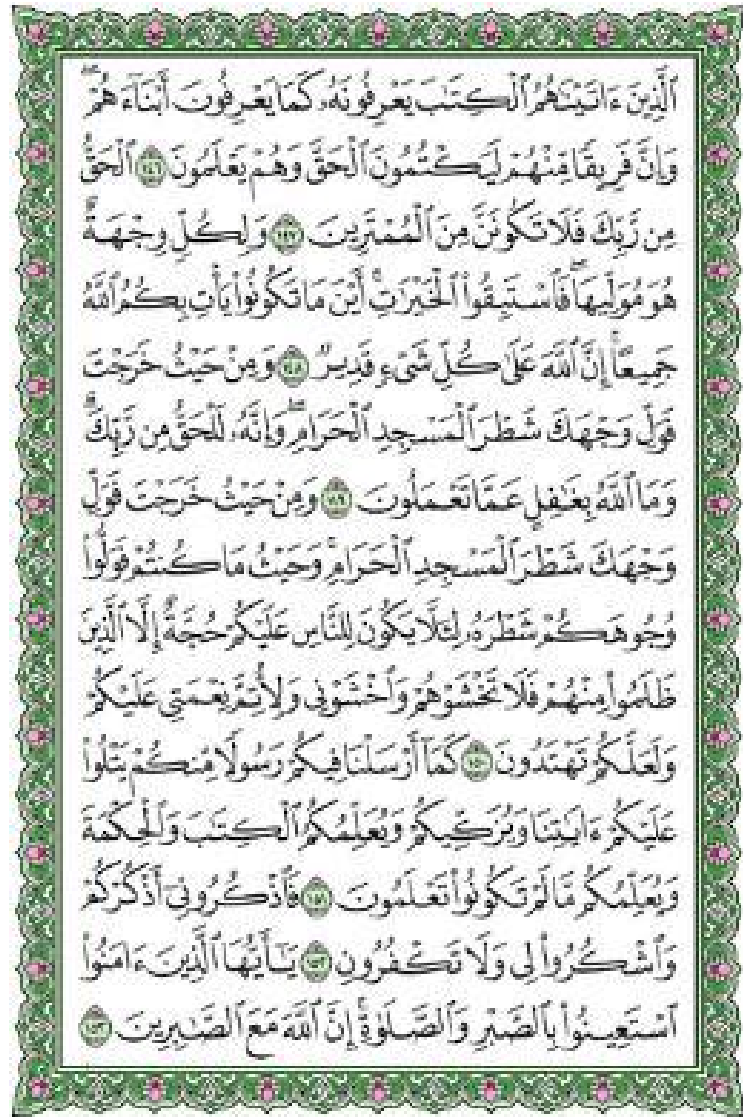 ٱلَّذِينَ ءَاتَيْنَٰهُمُ ٱلْكِتَٰبَ يَعْرِفُونَهُۥ كَمَا يَعْرِفُونَ أَبْنَآءَهُمْۖ
وَإِنَّ فَرِيقًا مِّنْهُمْ لَيَكْتُمُونَ ٱلْحَقَّ وَهُمْ يَعْلَمُونَ ١٤٦ ٱلْحَقُّ
مِن رَّبِّكَ فَلَا تَكُونَنَّ مِنَ ٱلْمُمْتَرِينَ ١٤٧ وَلِكُلٍّ وِجْهَةٌ
هُوَ مُوَلِّيهَاۖ فَٱسْتَبِقُوا۟ ٱلْخَيْرَٰتِۚ أَيْنَ مَا تَكُونُوا۟ يَأْتِ بِكُمُ ٱللَّهُ
جَمِيعًاۚ إِنَّ ٱللَّهَ عَلَىٰ كُلِّ شَىْءٍ قَدِيرٌ ١٤٨ وَمِنْ حَيْثُ خَرَجْتَ
فَوَلِّ وَجْهَكَ شَطْرَ ٱلْمَسْجِدِ ٱلْحَرَامِۖ وَإِنَّهُۥ لَلْحَقُّ مِن رَّبِّكَۗ
وَمَا ٱللَّهُ بِغَٰفِلٍ عَمَّا تَعْمَلُونَ ١٤٩ وَمِنْ حَيْثُ خَرَجْتَ فَوَلِّ
وَجْهَكَ شَطْرَ ٱلْمَسْجِدِ ٱلْحَرَامِۚ وَحَيْثُ مَا كُنتُمْ فَوَلُّوا۟
وُجُوهَكُمْ شَطْرَهُۥ لِئَلَّا يَكُونَ لِلنَّاسِ عَلَيْكُمْ حُجَّةٌ إِلَّا ٱلَّذِينَ
ظَلَمُوا۟ مِنْهُمْ فَلَا تَخْشَوْهُمْ وَٱخْشَوْنِى وَلِأُتِمَّ نِعْمَتِى عَلَيْكُمْ
وَلَعَلَّكُمْ تَهْتَدُونَ ١٥٠ كَمَآ أَرْسَلْنَا فِيكُمْ رَسُولًا مِّنكُمْ يَتْلُوا۟
عَلَيْكُمْ ءَايَٰتِنَا وَيُزَكِّيكُمْ وَيُعَلِّمُكُمُ ٱلْكِتَٰبَ وَٱلْحِكْمَةَ
وَيُعَلِّمُكُم مَّا لَمْ تَكُونُوا۟ تَعْلَمُونَ ١٥١ فَٱذْكُرُونِىٓ أَذْكُرْكُمْ
وَٱشْكُرُوا۟ لِى وَلَا تَكْفُرُونِ ١٥٢ يَٰٓأَيُّهَا ٱلَّذِينَ ءَامَنُوا۟
ٱسْتَعِينُوا۟ بِٱلصَّبْرِ وَٱلصَّلَوٰةِۚ إِنَّ ٱللَّهَ مَعَ ٱلصَّٰبِرِينَ ١٥٣